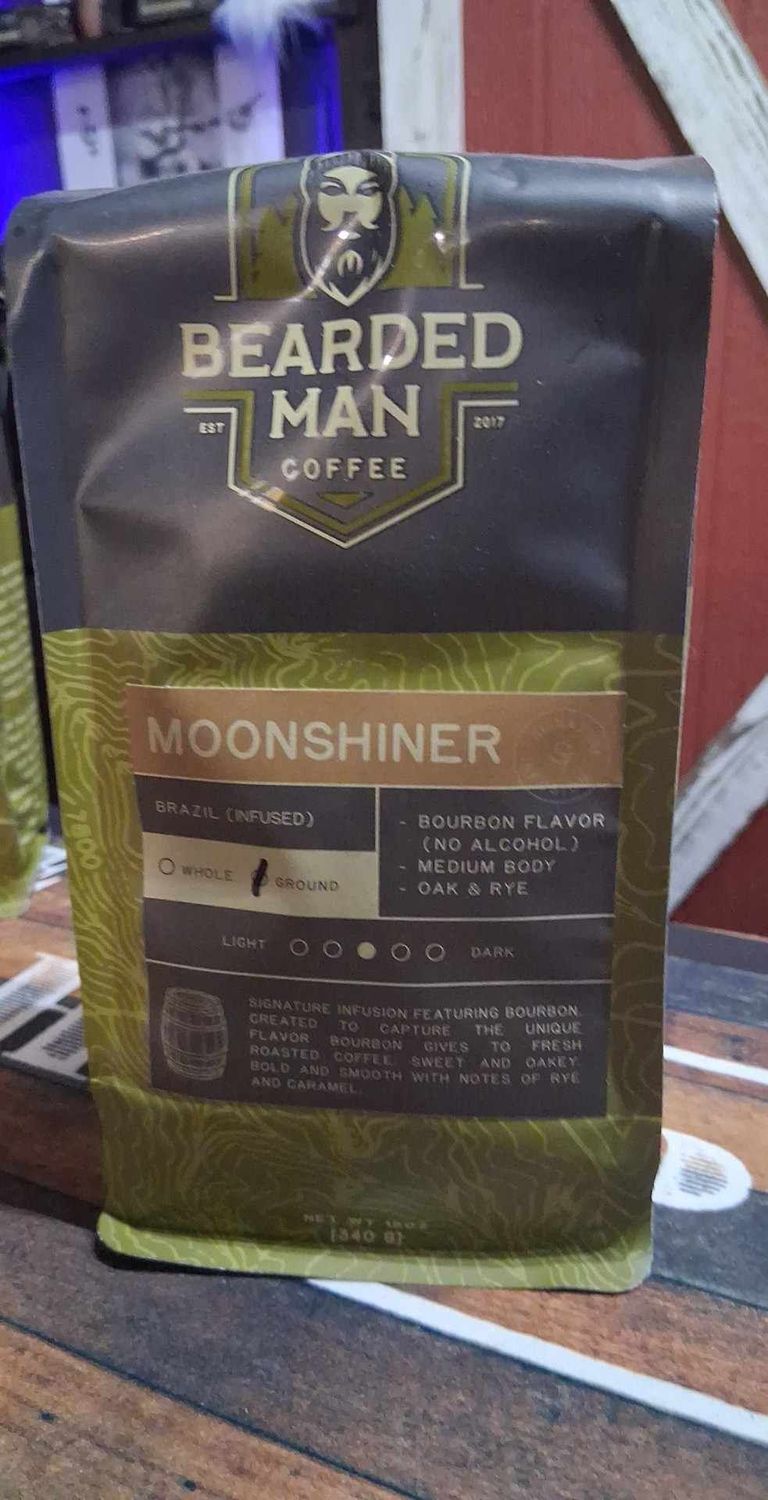 BEARDED
MAN
EST
2017
COFFEE
MOONSHINER
BRAZIL (INFUSED)
WHOLE
GROUND
- BOURBON FLAVOR
(NO ALCOHOL)
- MEDIUM BODY
- OAK & RYE
LIGHT
DARK
SIGNATURE INFUSION FEATURING BOURBON.
CREATED TO CAPTURE THE UNIQUE
FLAVOR BOURBON GIVES TO FRESH
ROASTED COFFEE. SWEET AND OAKEY.
BOLD AND SMOOTH WITH NOTES OF RYE
AND CARAMEL.
NET WT 12OZ
(340 G)
7800